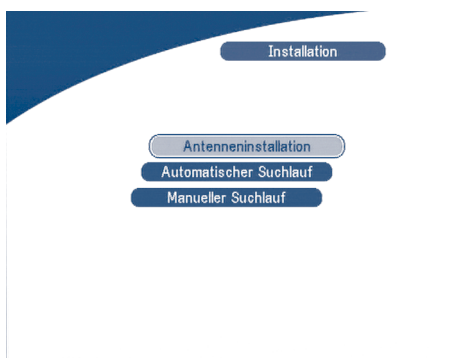 Installation
Antenneninstallation
Automatischer Suchlauf
Manueller Suchlauf